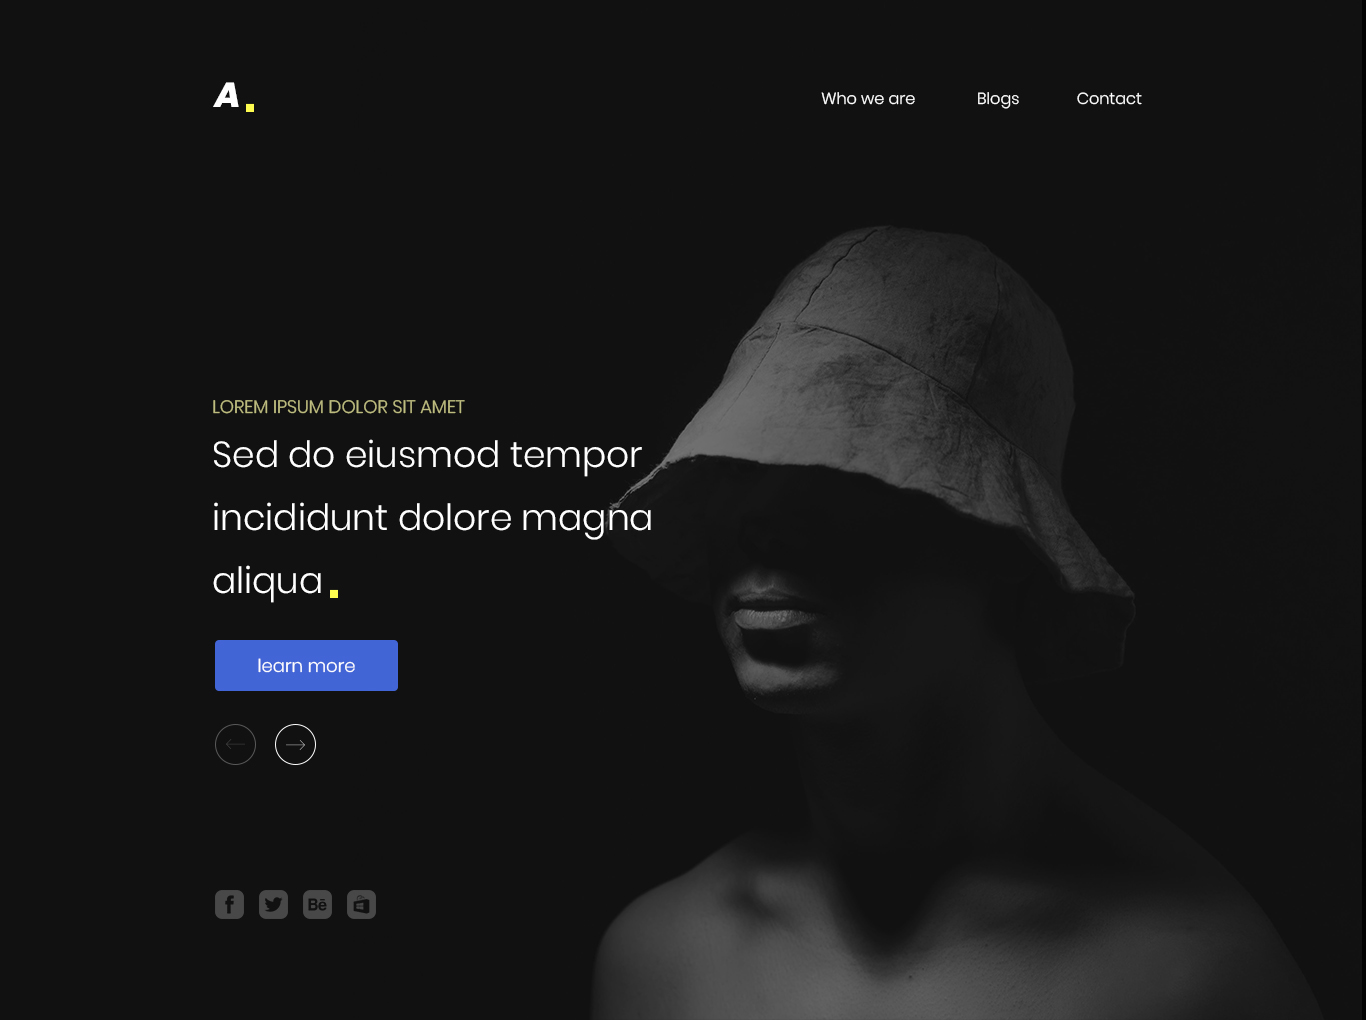 A.
Who we are
Blogs
Contact
LOREM IPSUM DOLOR SIT AMET
Sed do eiusmod tempor
incididunt dolore magna
aliqua.
learn more
f
Bē